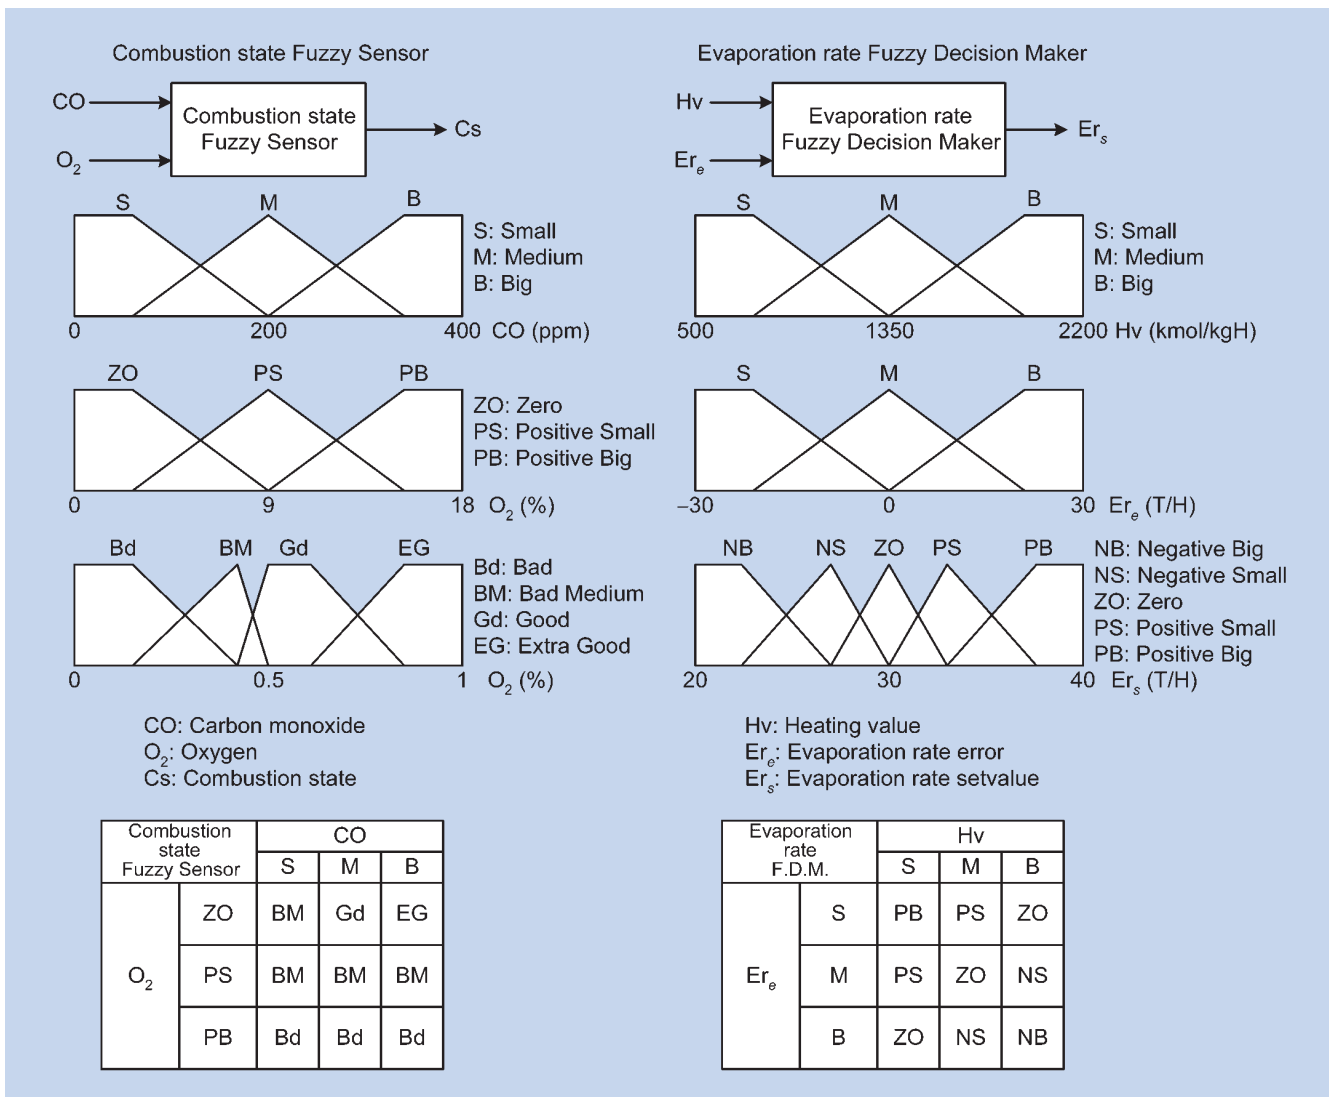 Combustion state Fuzzy Sensor
CO
O2
Combustion state
Fuzzy Sensor
Cs
S M B
S: Small
M: Medium
B: Big
0 200 400 CO (ppm)
ZO PS PB
ZO: Zero
PS: Positive Small
PB: Positive Big
0 9 18 O2 (%)
Bd BM Gd EG
Bd: Bad
BM: Bad Medium
Gd: Good
EG: Extra Good
0 0.5 1 O2 (%)
CO: Carbon monoxide
O2: Oxygen
Cs: Combustion state
Combustion
state
Fuzzy Sensor
CO
S M B
O2
ZO BM Gd EG
PS BM BM BM
PB Bd Bd Bd
Evaporation rate Fuzzy Decision Maker
Hv
Ere
Evaporation rate
Fuzzy Decision Maker
Ers
S M B
S: Small
M: Medium
B: Big
500 1350 2200 Hv (kmol/kgH)
S M B
−30 0 30 Ere (T/H)
NB NS ZO PS PB
NB: Negative Big
NS: Negative Small
ZO: Zero
PS: Positive Small
PB: Positive Big
20 30 40 Ers (T/H)
Hv: Heating value
Ere: Evaporation rate error
Ers: Evaporation rate setvalue
Evaporation
rate
F.D.M.
Hv
S M B
Ere
S PB PS ZO
M PS ZO NS
B ZO NS NB